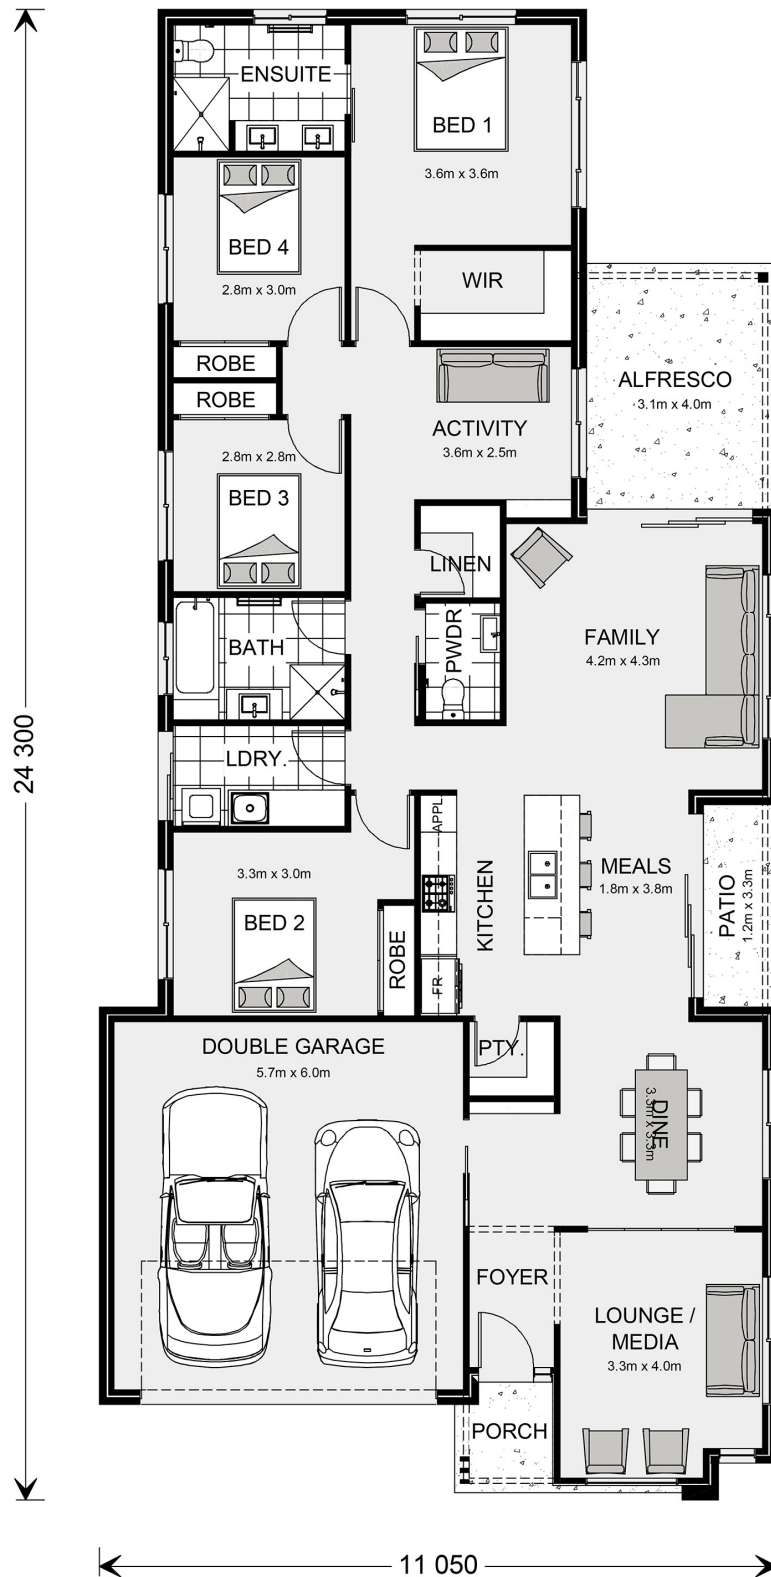 ENSUITE
BED 1
3.6m x 3.6m
BED 4
2.8m x 3.0m
WIR
ROBE
ROBE
ALFRESCO
3.1m x 4.0m
ACTIVITY
3.6m x 2.5m
2.8m x 2.8m
BED 3
LINEN
PWDR
BATH
FAMILY
4.2m x 4.3m
24 300
LDRY.
APPL
KITCHEN
MEALS
1.8m x 3.8m
PATIO
1.2m x 3.3m
3.3m x 3.0m
BED 2
ROBE
FR
PTY.
DOUBLE GARAGE
5.7m x 6.0m
DINE
3.3m x 3.3m
FOYER
LOUNGE /
MEDIA
3.3m x 4.0m
PORCH
11 050